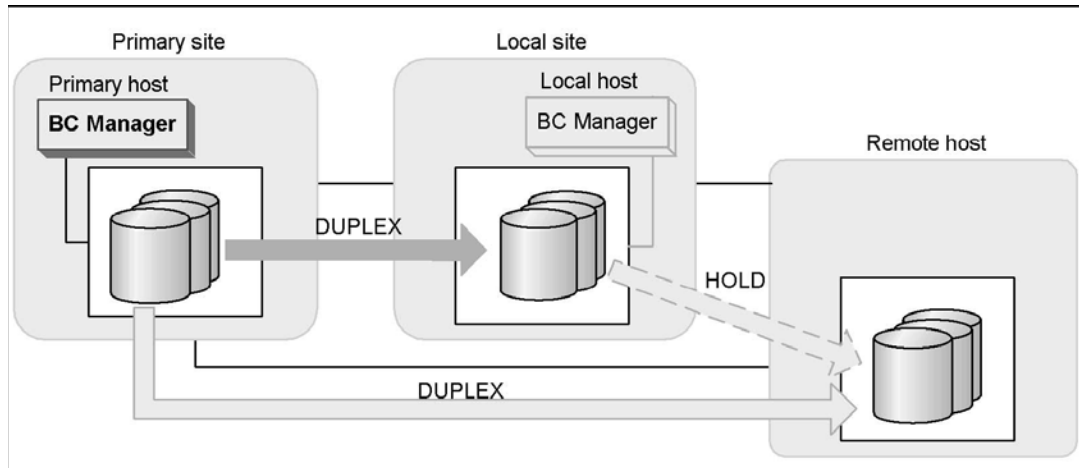 Primary site
Local site
Primary host
BC Manager
Local host
BC Manager
Remote host
DUPLEX
HOLD
DUPLEX